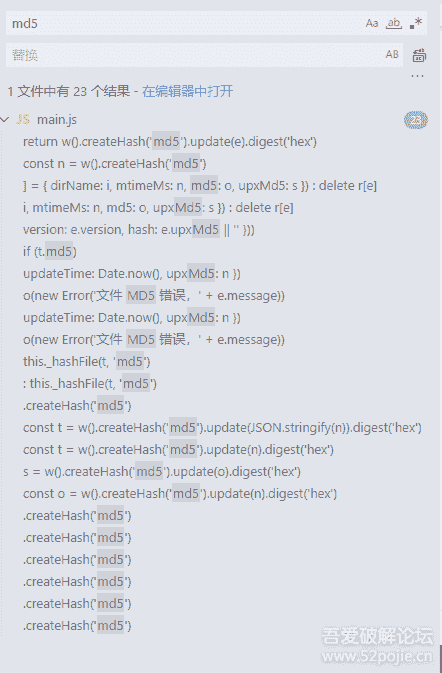 md5
Aa ab, .*
替换
AB
...
1 文件中有 23 个结果 - 在编辑器中打开
JS main.js 23
return w().createHash('md5').update(e).digest('hex')
const n = w().createHash('md5')
] = { dirName: i, mtimeMs: n, md5: o, upxMd5: s }) : delete r[e]
i, mtimeMs: n, md5: o, upxMd5: s }) : delete r[e]
version: e.version, hash: e.upxMd5 || '' }))
if (t.md5)
updateTime: Date.now(), upxMd5: n })
o(new Error('文件 MD5 错误，' + e.message))
updateTime: Date.now(), upxMd5: n })
o(new Error('文件 MD5 错误，' + e.message))
this._hashFile(t, 'md5')
: this._hashFile(t, 'md5')
.createHash('md5')
const t = w().createHash('md5').update(JSON.stringify(n)).digest('hex')
const t = w().createHash('md5').update(n).digest('hex')
s = w().createHash('md5').update(o).digest('hex')
const o = w().createHash('md5').update(n).digest('hex')
.createHash('md5')
.createHash('md5')
.createHash('md5')
.createHash('md5')
.createHash('md5')
.createHash('md5')
吾爱破解论坛
www.52pojie.cn